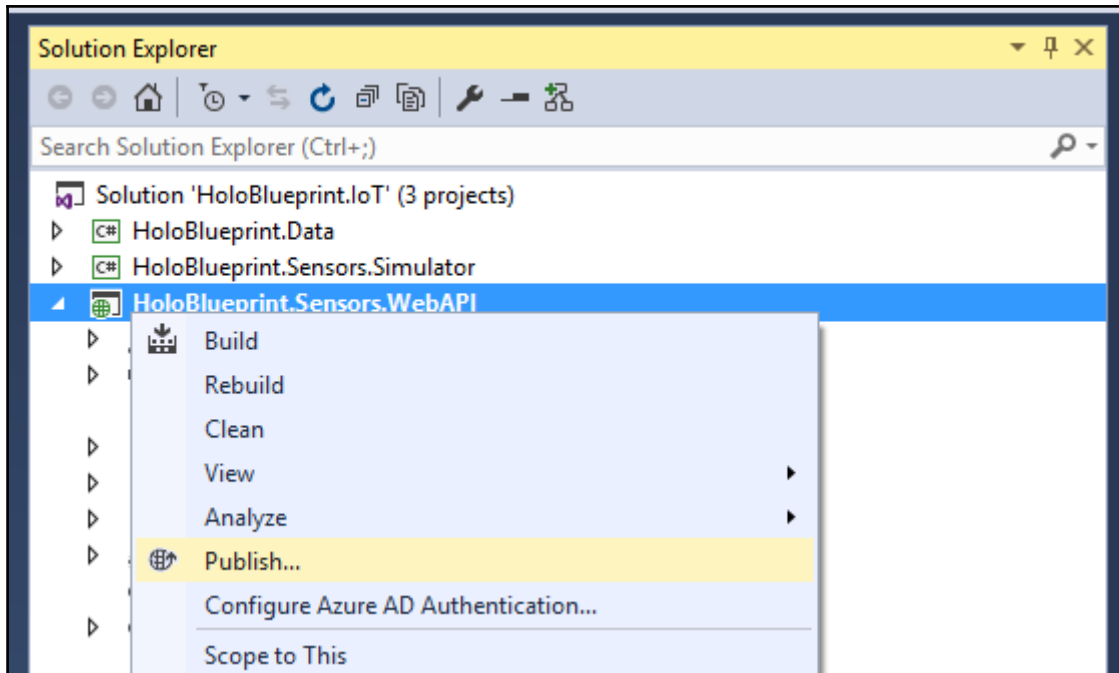 Solution Explorer
Search Solution Explorer (Ctrl+;)
Solution 'HoloBlueprint.IoT' (3 projects)
C# HoloBlueprint.Data
C# HoloBlueprint.Sensors.Simulator
HoloBlueprint.Sensors.WebAPI
Build
Rebuild
Clean
View
Analyze
Publish...
Configure Azure AD Authentication...
Scope to This